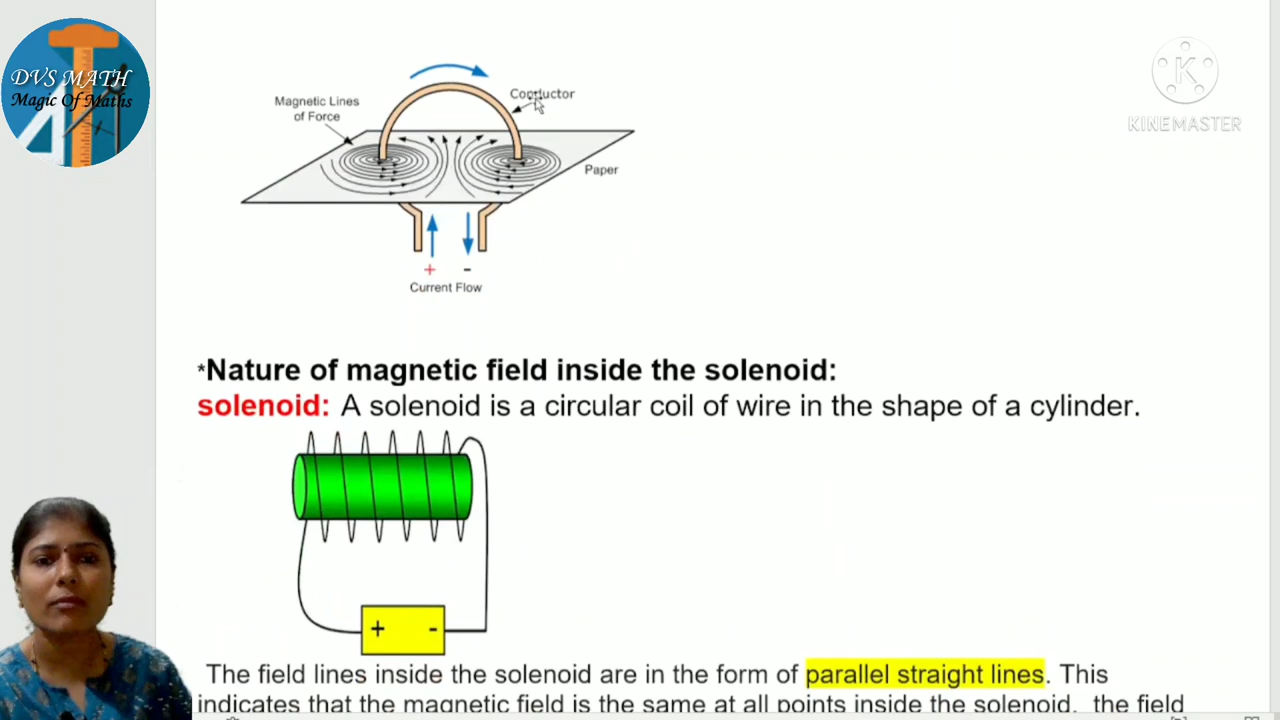 DVS MATH
Magic Of Maths
K
KINEMASTER
Magnetic Lines
of Force
Conductor
Paper
+ -
Current Flow
*Nature of magnetic field inside the solenoid:
solenoid: A solenoid is a circular coil of wire in the shape of a cylinder.
+ -
The field lines inside the solenoid are in the form of parallel straight lines. This
indicates that the magnetic field is the same at all points inside the solenoid, the field